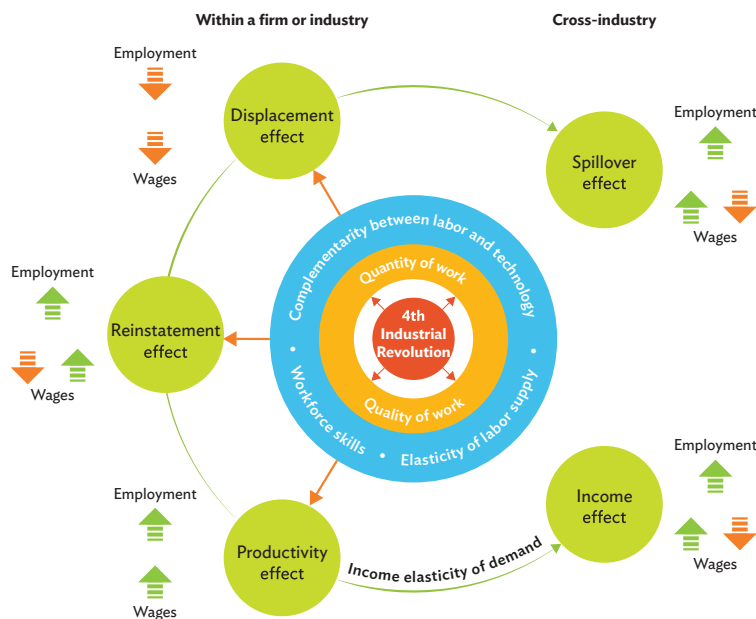 Within a firm or industry
Cross-industry
Employment
Wages
Displacement
effect
Employment
Spillover
effect
Wages
Complementarity between labor and technology
Quantity of work
4th
Industrial
Revolution
Quality of work
• Workforce skills • Elasticity of labor supply •
Employment
Reinstatement
effect
Wages
Employment
Productivity
effect
Wages
Income elasticity of demand
Employment
Income
effect
Wages